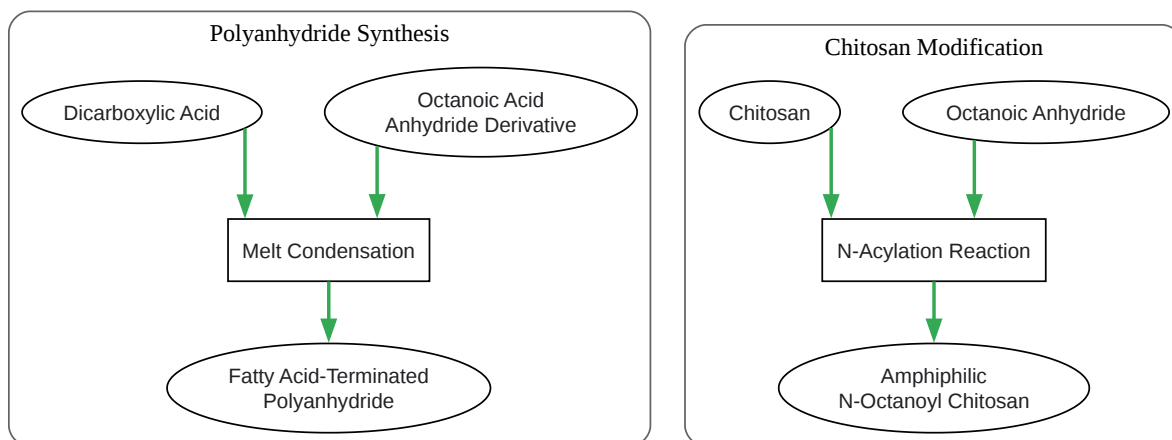 Polyanhydride Synthesis
Dicarboxylic Acid
Octanoic Acid
Anhydride Derivative
Melt Condensation
Fatty Acid-Terminated
Polyanhydride
Chitosan Modification
Chitosan
Octanoic Anhydride
N-Acylation Reaction
Amphiphilic
N-Octanoyl Chitosan